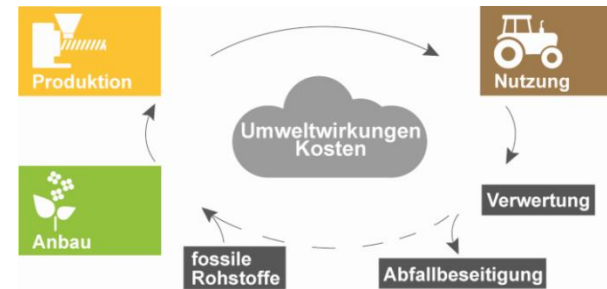 Produktion
Nutzung
Umweltwirkungen
Kosten
Anbau
Verwertung
fossile
Rohstoffe
Abfallbeseitigung